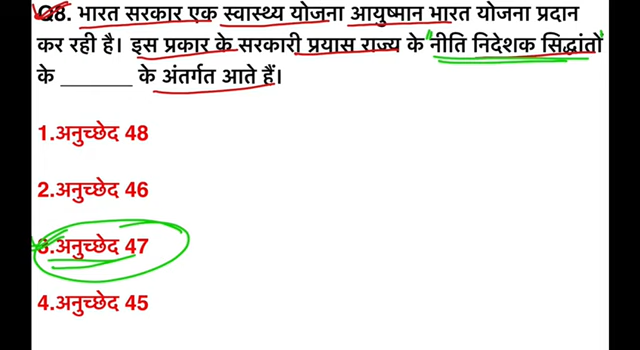 Q8. भारत सरकार एक स्वास्थ्य योजना आयुष्मान भारत योजना प्रदान
कर रही है। इस प्रकार के सरकारी प्रयास राज्य के "नीति निदेशक सिद्धांतों"
के _______ के अंतर्गत आते हैं।
1.अनुच्छेद 48
2.अनुच्छेद 46
3.अनुच्छेद 47
4.अनुच्छेद 45